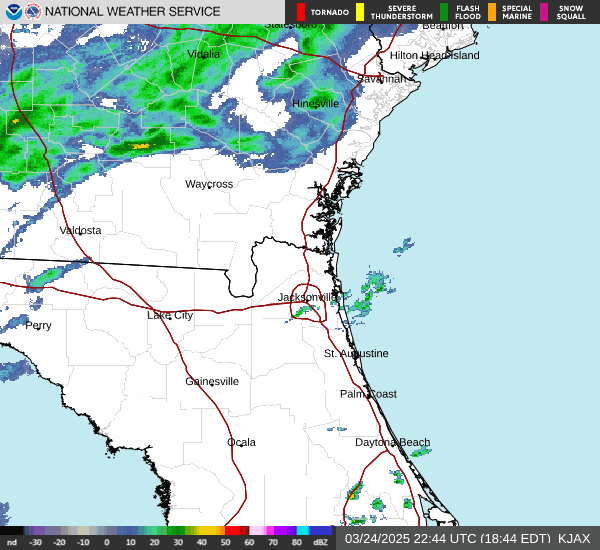 NATIONAL WEATHER SERVICE
TORNADO
SEVERE THUNDERSTORM
FLASH FLOOD
SPECIAL MARINE
SNOW SQUALL
Statesboro
Beaufort
Vidalia
Hilton Head Island
Savannah
Hinesville
Waycross
Valdosta
Jacksonville
Lake City
Perry
St. Augustine
Gainesville
Palm Coast
Ocala
Daytona Beach
nd -30 -20 -10 0 10 20 30 40 50 60 70 80 dBZ
03/24/2025 22:44 UTC (18:44 EDT) KJAX